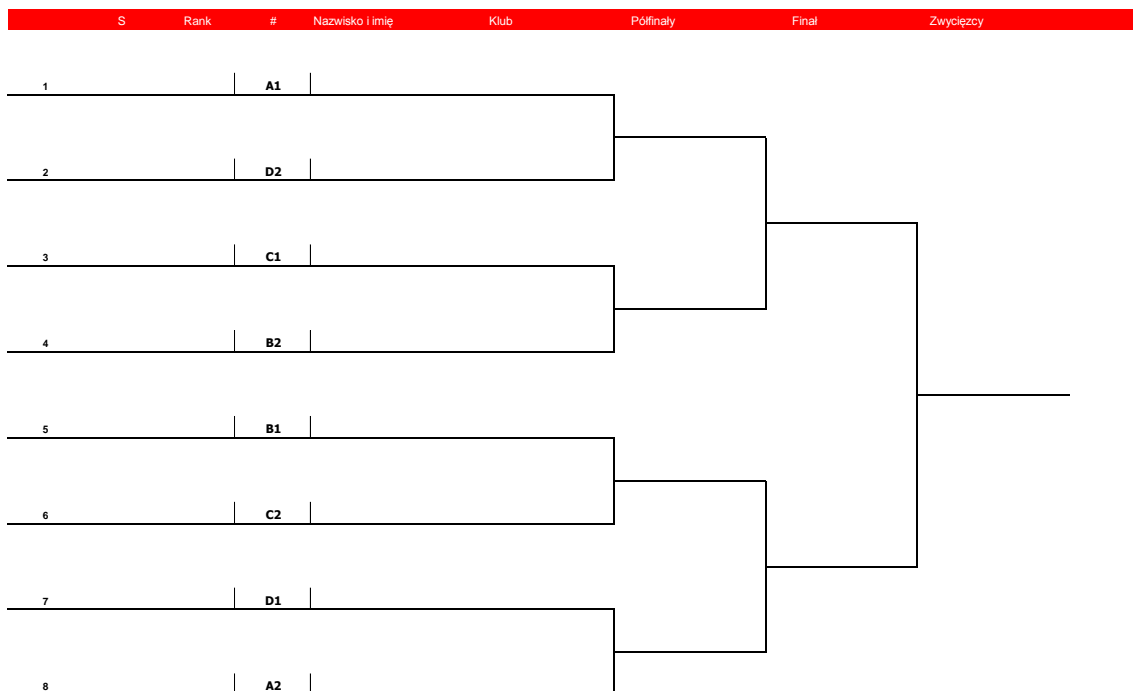 S Rank # Nazwisko i imię Klub Półfinały Finał Zwycięzcy
1 A1
2 D2
3 C1
4 B2
5 B1
6 C2
7 D1
8 A2